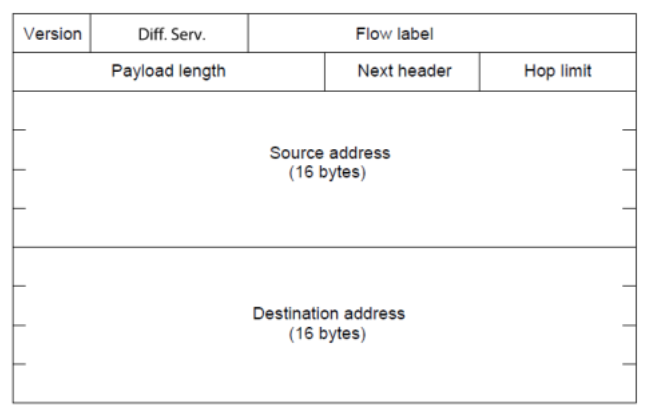 Version Diff. Serv. Flow label
Payload length Next header Hop limit
Source address
(16 bytes)
Destination address
(16 bytes)